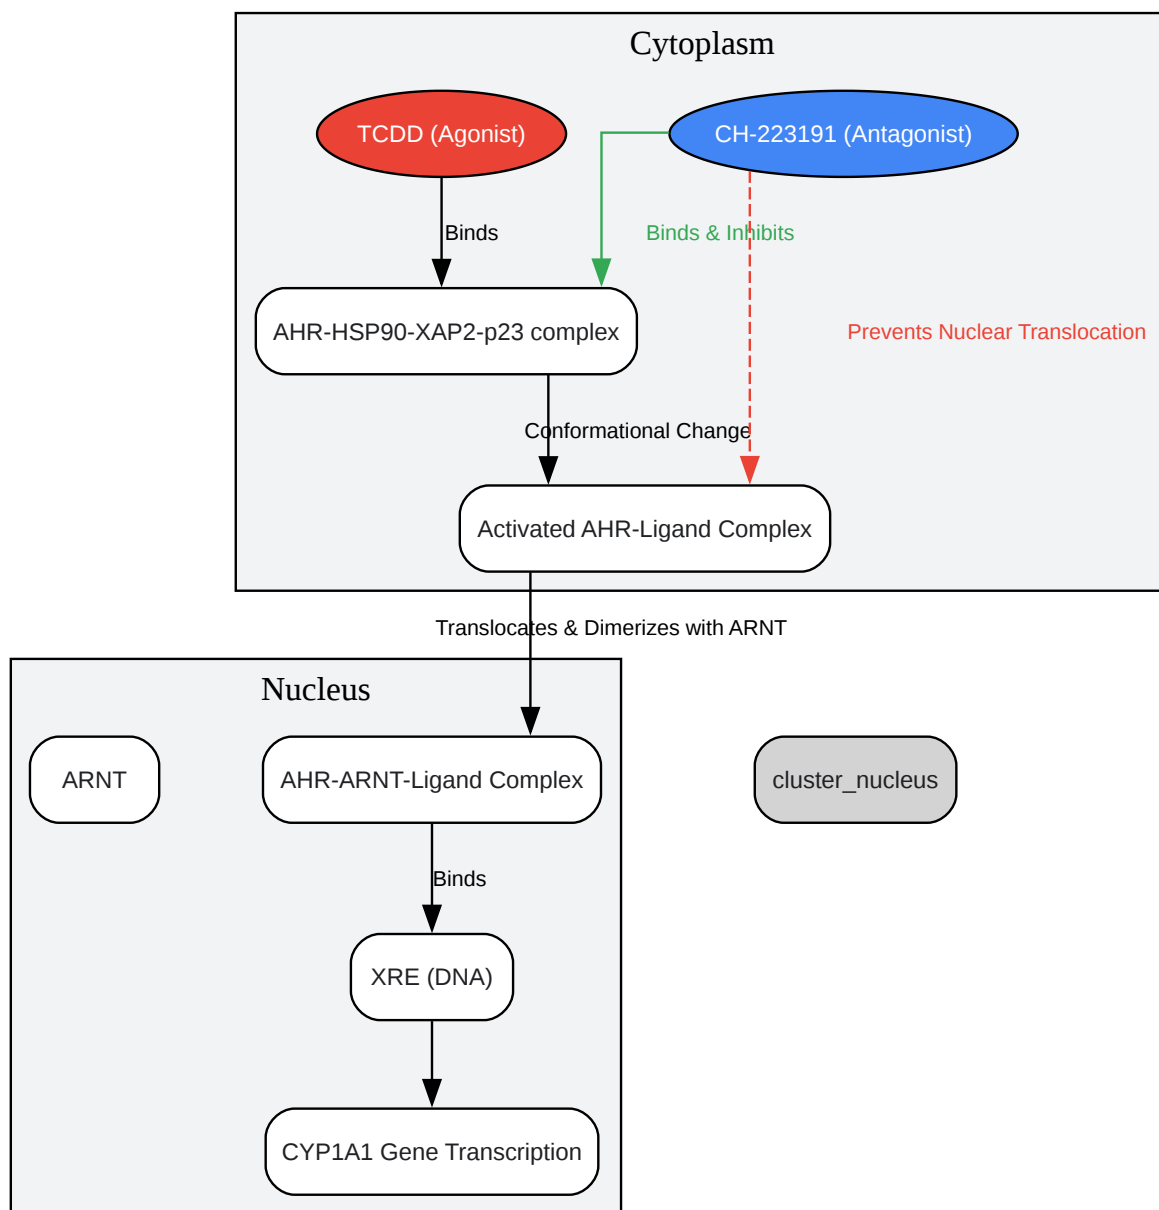 Cytoplasm
TCDD (Agonist)
CH-223191 (Antagonist)
Binds
Binds & Inhibits
AHR-HSP90-XAP2-p23 complex
Prevents Nuclear Translocation
Conformational Change
Activated AHR-Ligand Complex
Translocates & Dimerizes with ARNT
Nucleus
ARNT
AHR-ARNT-Ligand Complex
cluster_nucleus
Binds
XRE (DNA)
CYP1A1 Gene Transcription